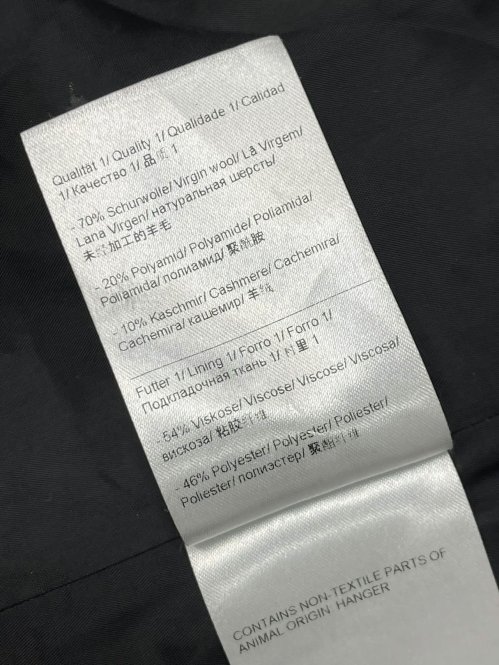 Qualität 1/ Quality 1/ Qualidade 1/ Calidad
1/ Качество 1/ 品质 1
- 70% Schurwolle/ Virgin wool/ Lã Virgem/
Lana Virgen/ натуральная шерсть/
未经加工的羊毛
- 20% Polyamid/ Polyamide/ Poliamida/
Poliamida/ полиамид/ 聚酰胺
- 10% Kaschmir/ Cashmere/ Cachemira/
Cachemira/ кашемир/ 羊绒
Futter 1/ Lining 1/ Forro 1/ Forro 1/
Подкладочная ткань 1/ 衬里 1
- 54% Viskose/ Viscose/ Viscose/ Viscosa/
вискоза/ 粘胶纤维
- 46% Polyester/ Polyester/ Poliester/
Poliester/ полиэстер/ 聚酯纤维
CONTAINS NON-TEXTILE PARTS OF
ANIMAL ORIGIN HANGER